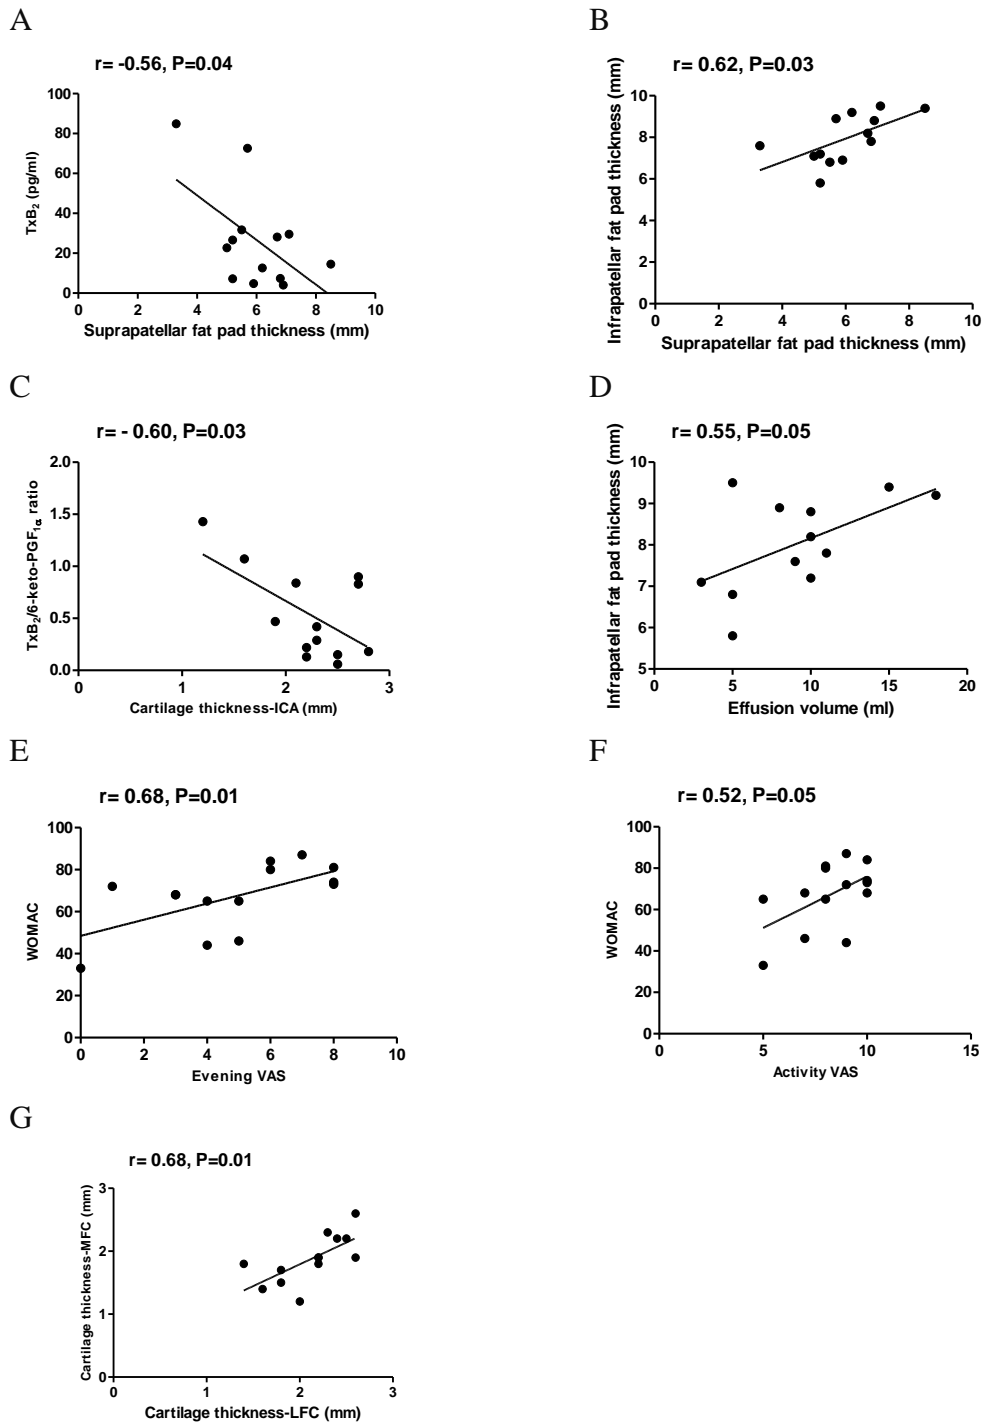 A
r= -0.56, P=0.04
TxB2 (pg/ml)
100
80
60
40
20
0
0 2 4 6 8 10
Suprapatellar fat pad thickness (mm)
B
r= 0.62, P=0.03
Infrapatellar fat pad thickness (mm)
10
8
6
4
2
0
0 2 4 6 8 10
Suprapatellar fat pad thickness (mm)
C
r= - 0.60, P=0.03
TxB2/6-keto-PGF1α ratio
2.0
1.5
1.0
0.5
0.0
0 1 2 3
Cartilage thickness-ICA (mm)
D
r= 0.55, P=0.05
Infrapatellar fat pad thickness (mm)
10
9
8
7
6
5
0 5 10 15 20
Effusion volume (ml)
E
r= 0.68, P=0.01
WOMAC
100
80
60
40
20
0
0 2 4 6 8 10
Evening VAS
F
r= 0.52, P=0.05
WOMAC
100
80
60
40
20
0
0 5 10 15
Activity VAS
G
r= 0.68, P=0.01
Cartilage thickness-MFC (mm)
3
2
1
0
0 1 2 3
Cartilage thickness-LFC (mm)